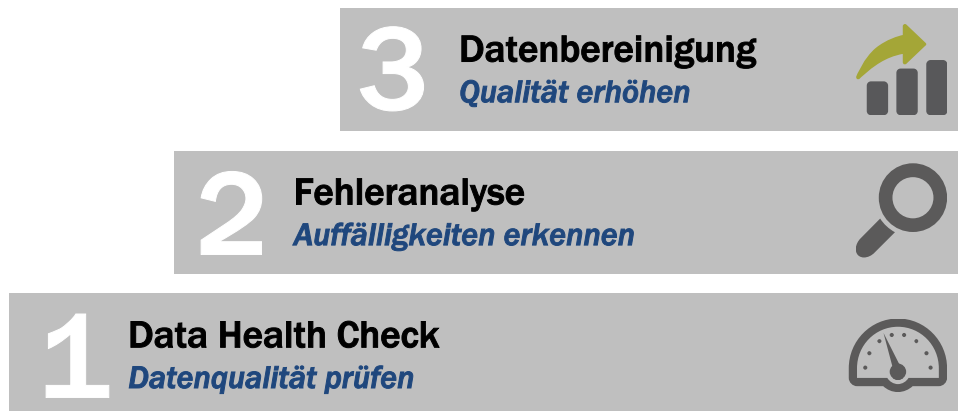 3
Datenbereinigung
Qualität erhöhen
2
Fehleranalyse
Auffälligkeiten erkennen
1
Data Health Check
Datenqualität prüfen